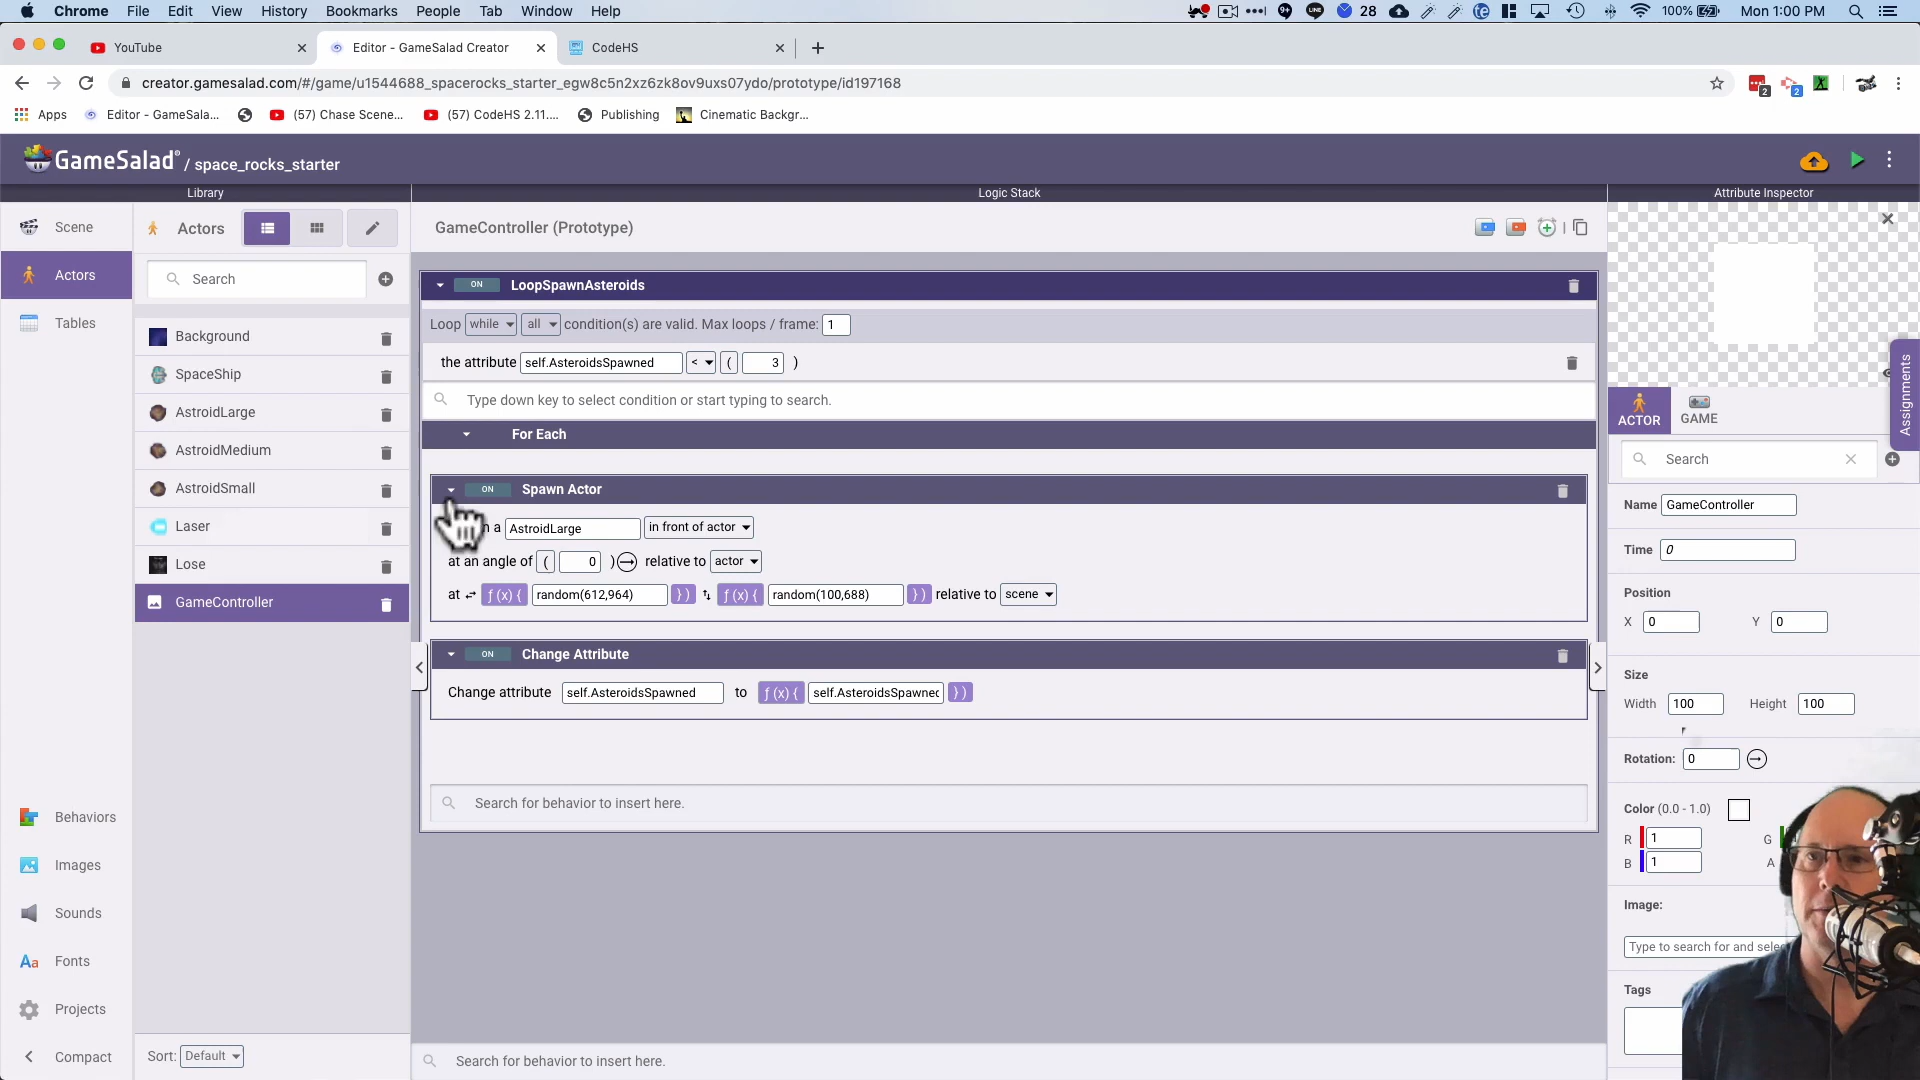 Chrome File Edit View History Bookmarks People Tab Window Help 28 100% Mon 1:00 PM
YouTube Editor - GameSalad Creator CodeHS
creator.gamesalad.com/#/game/u1544688_spacerocks_starter_egw8c5n2xz6zk8ov9uxs07ydo/prototype/id197168 2 2
Apps Editor - GameSala... (57) Chase Scene... (57) CodeHS 2.11.... Publishing Cinematic Backgr...
GameSalad® / space_rocks_starter
Library Logic Stack Attribute Inspector
Scene
Actors
Tables
Behaviors
Images
Sounds
Fonts
Projects
Compact
Actors
Search
Background
SpaceShip
AstroidLarge
AstroidMedium
AstroidSmall
Laser
Lose
GameController
Sort: Default
GameController (Prototype)
ON LoopSpawnAsteroids
Loop while all condition(s) are valid. Max loops / frame: 1
the attribute self.AsteroidsSpawned < ( 3 )
Type down key to select condition or start typing to search.
For Each
ON Spawn Actor
n a AstroidLarge in front of actor
at an angle of ( 0 ) relative to actor
at ƒ(x) { random(612,964) } ) ƒ(x) { random(100,688) } ) relative to scene
ON Change Attribute
Change attribute self.AsteroidsSpawned to ƒ(x) { self.AsteroidsSpawned } )
Search for behavior to insert here.
Search for behavior to insert here.
Assignments
ACTOR GAME
Search
Name GameController
Time 0
Position
X 0 Y 0
Size
Width 100 Height 100
Rotation: 0
Color (0.0 - 1.0)
R 1 G
B 1 A
Image:
Type to search for and sele
Tags